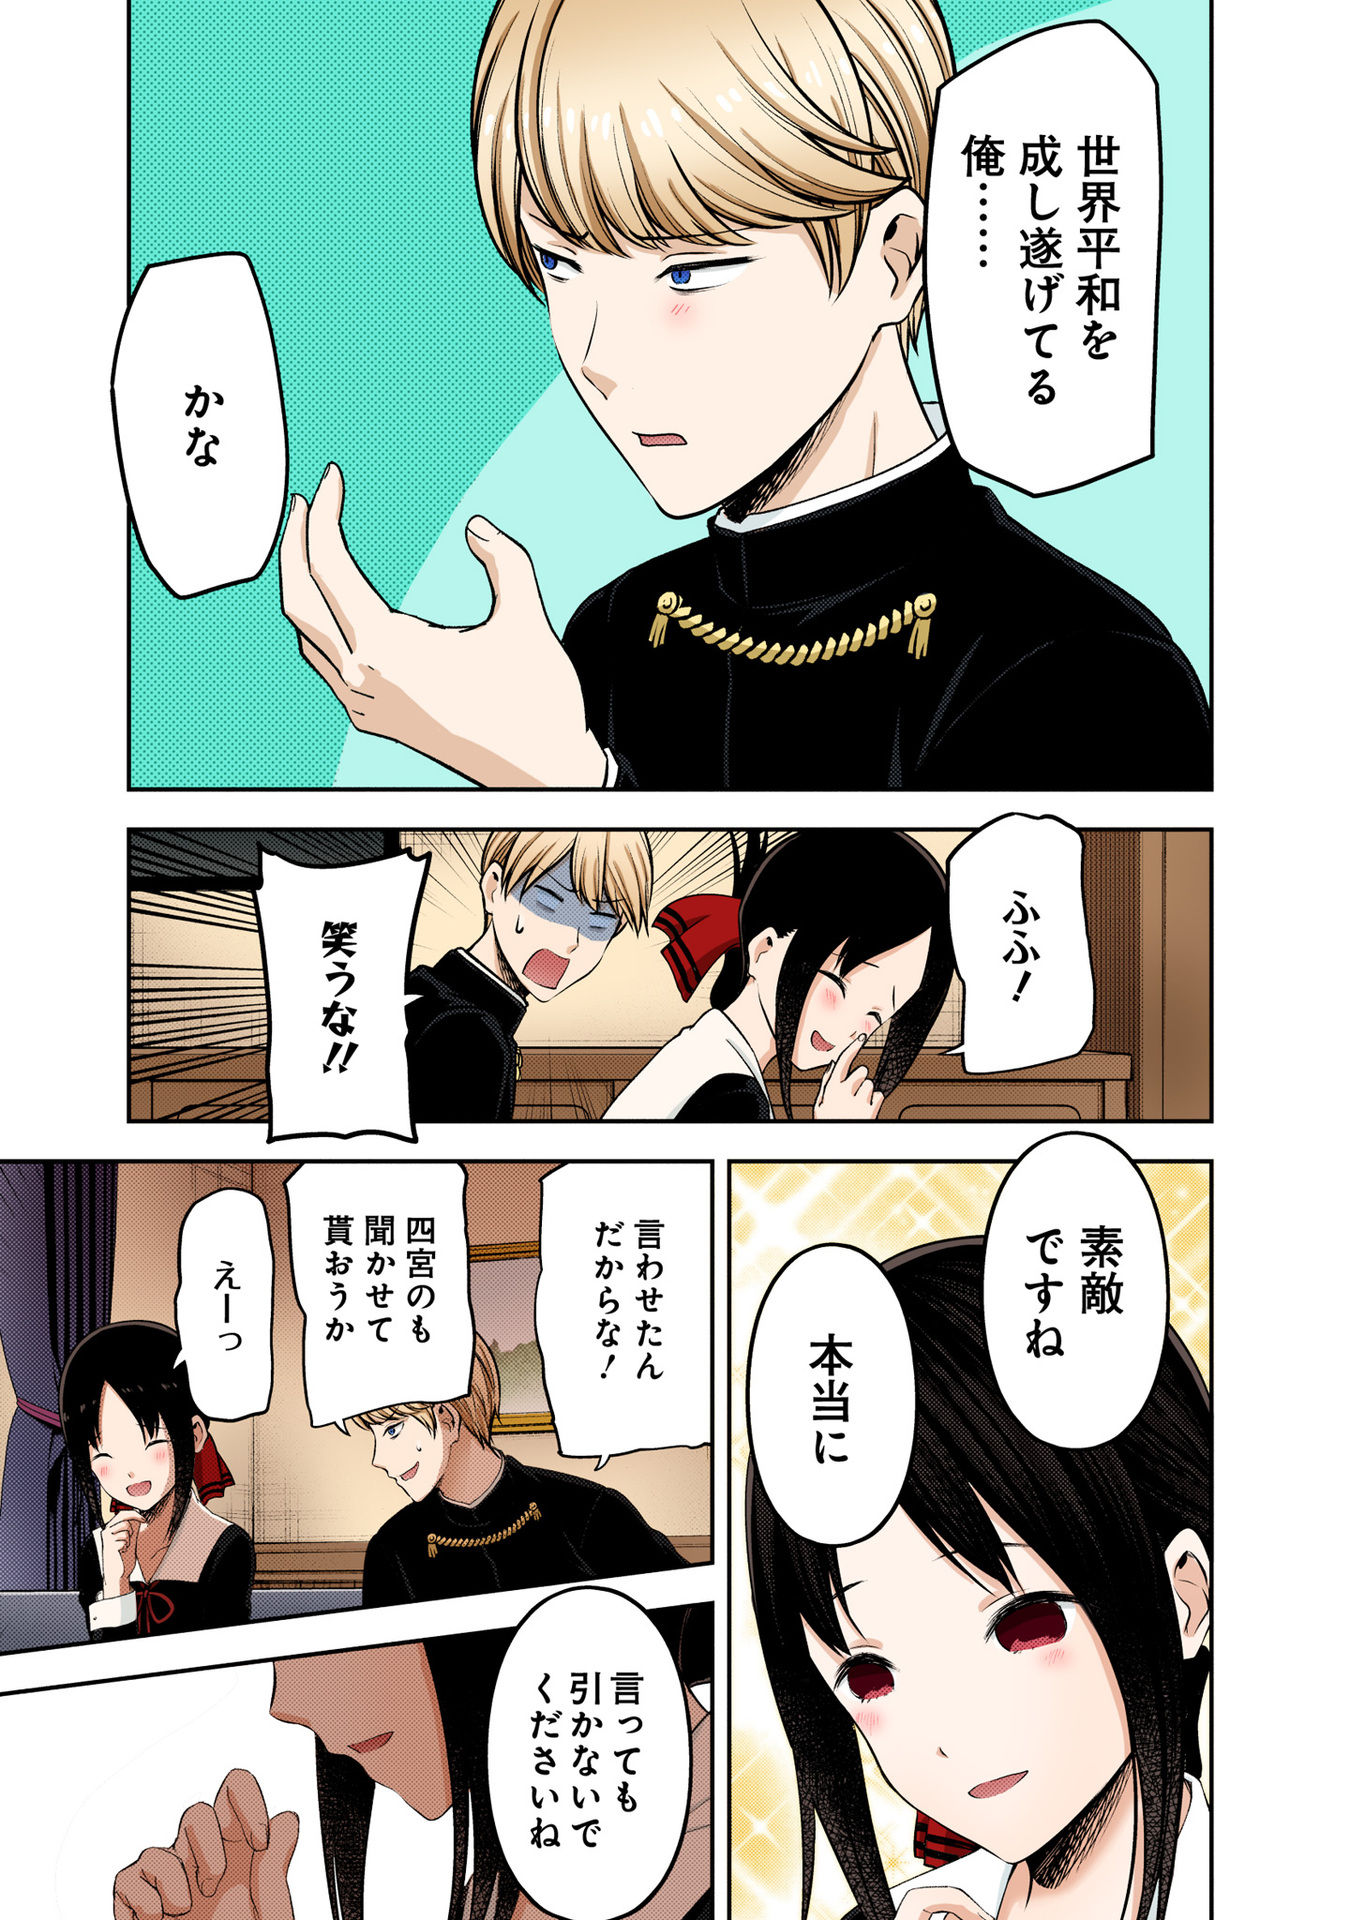 世界平和を
成し遂げてる
俺……
かな
ふふ！
笑うな!!
素敵
ですね
本当に
言わせたん
だからな！
四宮のも
聞かせて
貰おうか
えーっ
言っても
引かないで
くださいね